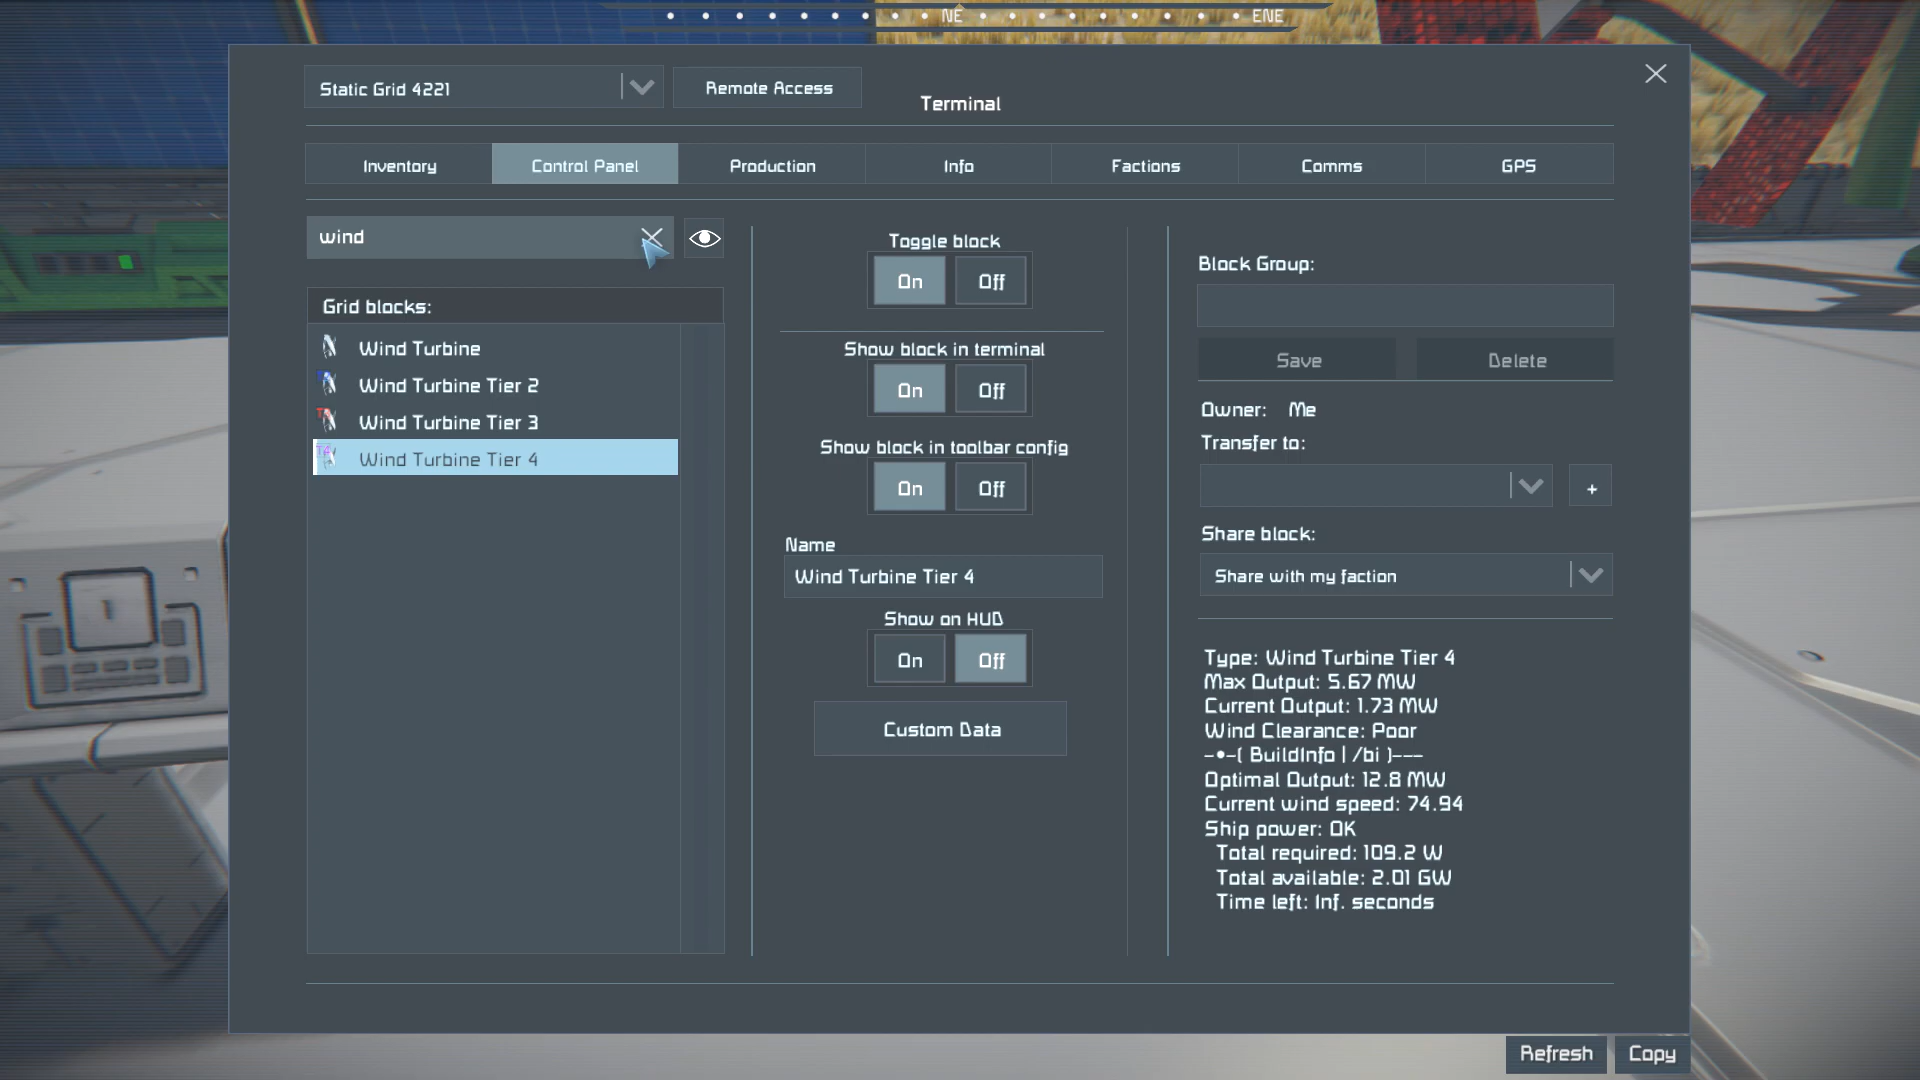 NE
ENE
Static Grid 4221
Remote Access
Terminal
Inventory
Control Panel
Production
Info
Factions
Comms
GPS
wind
Grid blocks:
Wind Turbine
Wind Turbine Tier 2
Wind Turbine Tier 3
Wind Turbine Tier 4
Toggle block
On
Off
Show block in terminal
On
Off
Show block in toolbar config
On
Off
Name
Wind Turbine Tier 4
Show on HUD
On
Off
Custom Data
Block Group:
Save
Delete
Owner: Me
Transfer to:
+
Share block:
Share with my faction
Type: Wind Turbine Tier 4
Max Output: 5.67 MW
Current Output: 1.73 MW
Wind Clearance: Poor
-•-( BuildInfo | /bi )---
Optimal Output: 12.8 MW
Current wind speed: 74.94
Ship power: OK
Total required: 109.2 W
Total available: 2.01 GW
Time left: Inf. seconds
Refresh
Copy